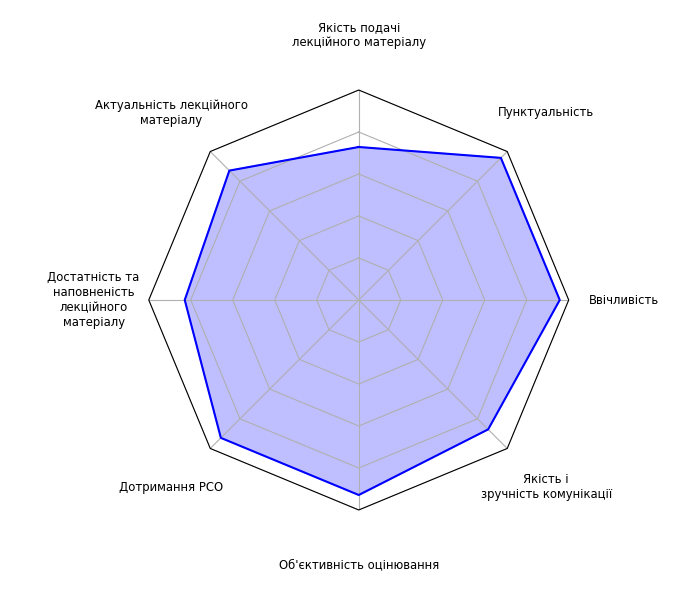 Якість подачі
лекційного матеріалу
Актуальність лекційного
матеріалу
Пунктуальність
Достатність та
наповненість
лекційного
матеріалу
Ввічливість
Дотримання РСО
Якість і
зручність комунікації
Об'єктивність оцінювання